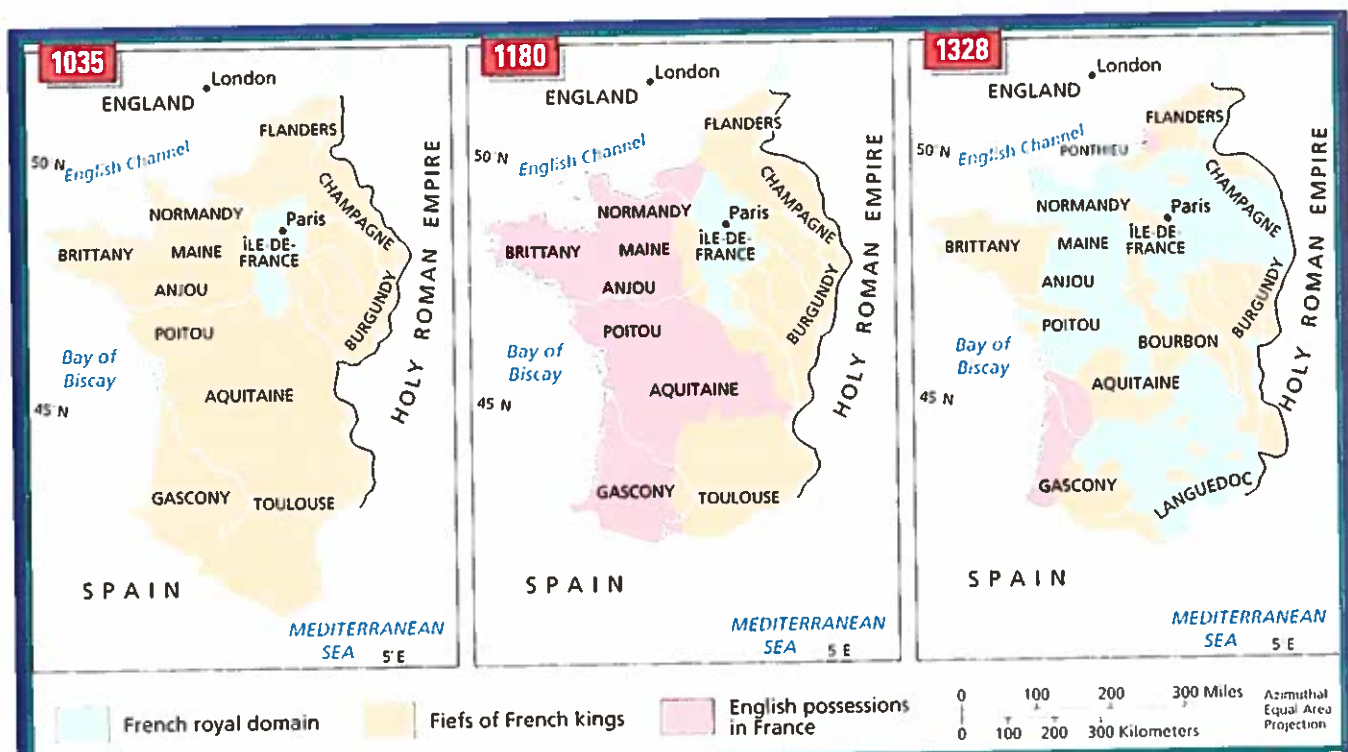 1035
London
ENGLAND
FLANDERS
50°N
English Channel
CHAMPAGNE
NORMANDY
Paris
BRITTANY
MAINE
ÎLE-DE-
FRANCE
ANJOU
BURGUNDY
HOLY ROMAN EMPIRE
POITOU
Bay of
Biscay
AQUITAINE
45°N
GASCONY
TOULOUSE
SPAIN
MEDITERRANEAN
SEA
5°E
1180
London
ENGLAND
FLANDERS
50°N
English Channel
CHAMPAGNE
NORMANDY
Paris
BRITTANY
MAINE
ÎLE-DE-
FRANCE
ANJOU
BURGUNDY
HOLY ROMAN EMPIRE
POITOU
Bay of
Biscay
AQUITAINE
45 N
GASCONY
TOULOUSE
SPAIN
MEDITERRANEAN
SEA
5 E
1328
London
ENGLAND
FLANDERS
50°N
English Channel
PONTHIEU
CHAMPAGNE
NORMANDY
Paris
BRITTANY
MAINE
ÎLE-DE-
FRANCE
ANJOU
BURGUNDY
HOLY ROMAN EMPIRE
POITOU
BOURBON
Bay of
Biscay
AQUITAINE
45 N
GASCONY
LANGUEDOC
SPAIN
MEDITERRANEAN
SEA
5 E
French royal domain
Fiefs of French kings
English possessions
in France
0 100 200 300 Miles
0 100 200 300 Kilometers
Azimuthal
Equal Area
Projection